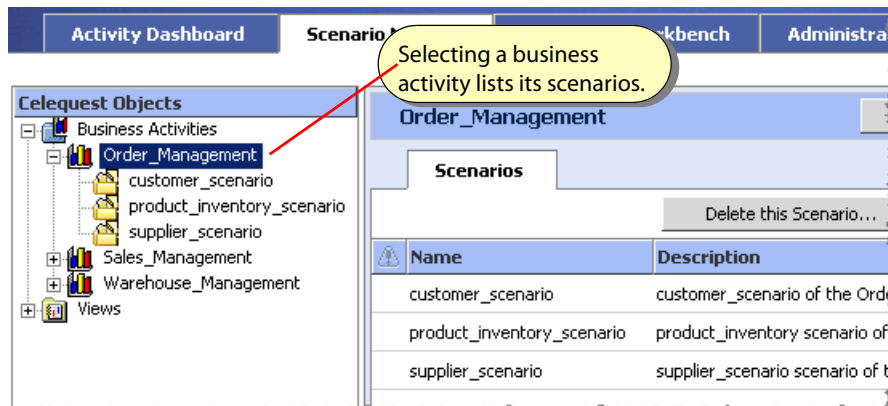 Activity Dashboard
Scenario
kbench
Administra
Selecting a business
activity lists its scenarios.
Celequest Objects
Business Activities
Order_Management
customer_scenario
product_inventory_scenario
supplier_scenario
Sales_Management
Warehouse_Management
Views
Order_Management
Scenarios
Delete this Scenario...
Name Description
customer_scenario customer_scenario of the Ord
product_inventory_scenario product_inventory scenario of
supplier_scenario supplier_scenario scenario of t